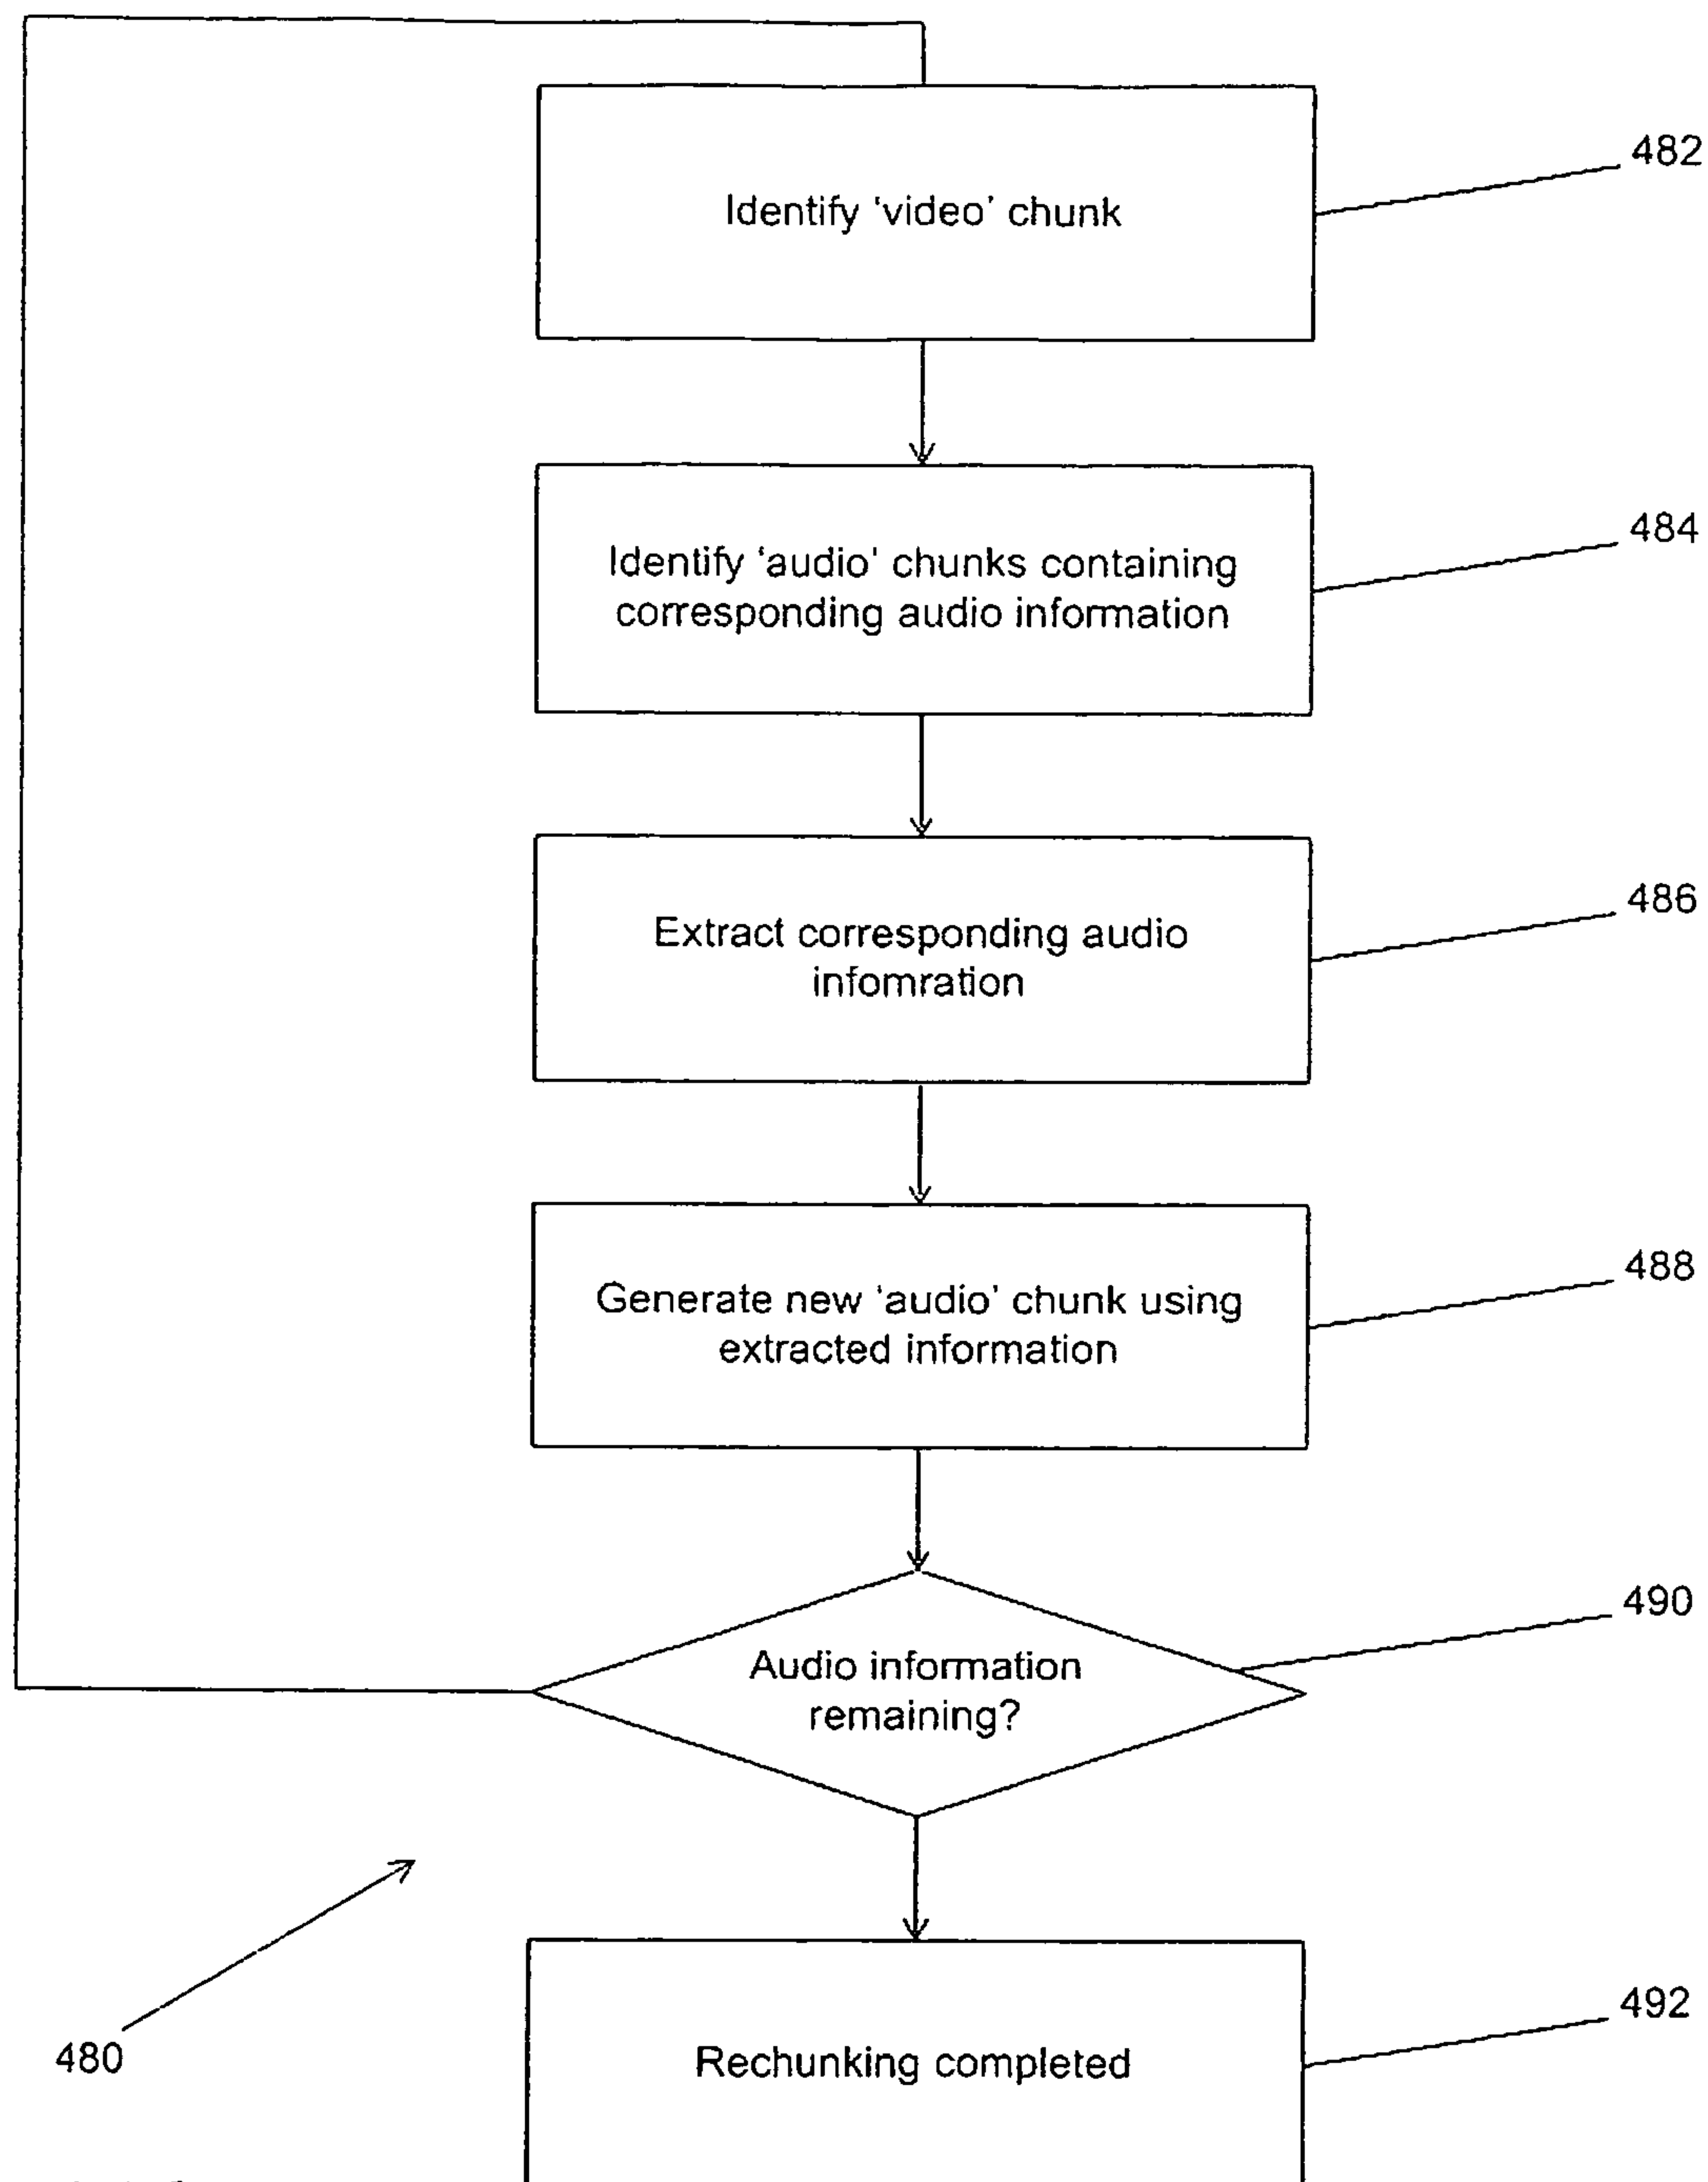 Identify ‘video’ chunk
482
Identify ‘audio’ chunks containing
corresponding audio information
484
Extract corresponding audio
infomration
486
Generate new ‘audio’ chunk using
extracted information
488
Audio information
remaining?
490
480
Rechunking completed
492